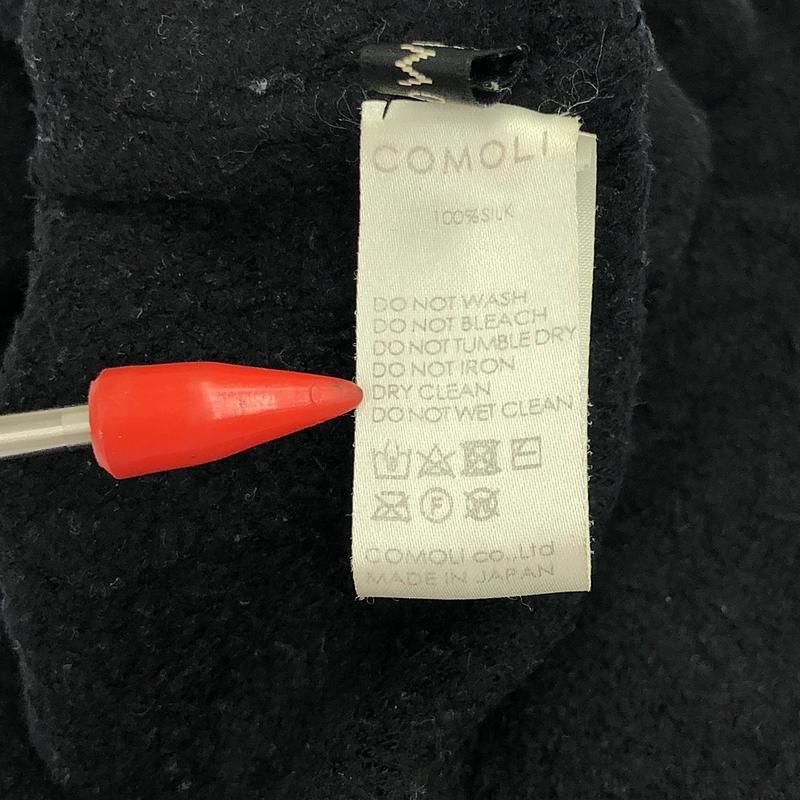 M
COMOLI
100%SILK
DO NOT WASH
DO NOT BLEACH
DO NOT TUMBLE DRY
DO NOT IRON
DRY CLEAN
DO NOT WET CLEAN
F W
COMOLI co.,Ltd
MADE IN JAPAN